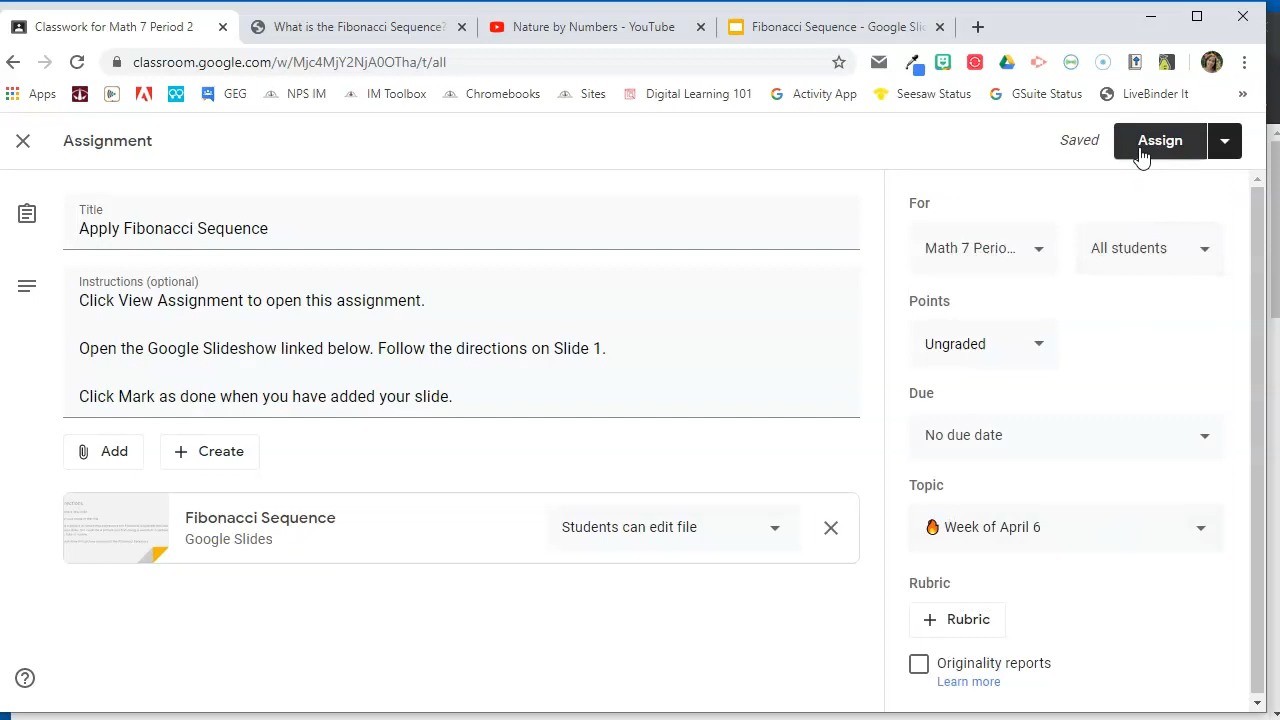 Classwork for Math 7 Period 2
What is the Fibonacci Sequence?
Nature by Numbers - YouTube
Fibonacci Sequence - Google Slid
classroom.google.com/w/Mjc4MjY2NjA0OTha/t/all
Apps
GEG
NPS IM
IM Toolbox
Chromebooks
Sites
Digital Learning 101
Activity App
Seesaw Status
GSuite Status
LiveBinder It
Assignment
Saved
Assign
Title
Apply Fibonacci Sequence
Instructions (optional)
Click View Assignment to open this assignment.
Open the Google Slideshow linked below. Follow the directions on Slide 1.
Click Mark as done when you have added your slide.
Add
Create
Fibonacci Sequence
Google Slides
Students can edit file
For
Math 7 Perio...
All students
Points
Ungraded
Due
No due date
Topic
🔥 Week of April 6
Rubric
Rubric
Originality reports
Learn more